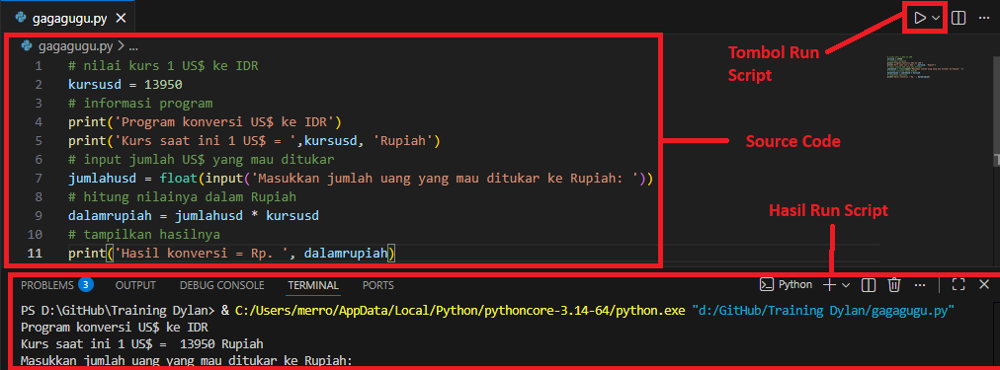 gagagugu.py
Tombol Run
Script
gagagugu.py > ...
1 # nilai kurs 1 US$ ke IDR
2 kursusd = 13950
3 # informasi program
4 print('Program konversi US$ ke IDR')
5 print('Kurs saat ini 1 US$ = ',kursusd, 'Rupiah')
6 # input jumlah US$ yang mau ditukar
7 jumlahusd = float(input('Masukkan jumlah uang yang mau ditukar ke Rupiah: '))
8 # hitung nilainya dalam Rupiah
9 dalamrupiah = jumlahusd * kursusd
10 # tampilkan hasilnya
11 print('Hasil konversi = Rp. ', dalamrupiah)
Source Code
Hasil Run Script
PROBLEMS 3 OUTPUT DEBUG CONSOLE TERMINAL PORTS Python
PS D:\GitHub\Training Dylan> & C:/Users/merro/AppData/Local/Python/pythoncore-3.14-64/python.exe "d:/GitHub/Training Dylan/gagagugu.py"
Program konversi US$ ke IDR
Kurs saat ini 1 US$ =  13950 Rupiah
Masukkan jumlah uang yang mau ditukar ke Rupiah: